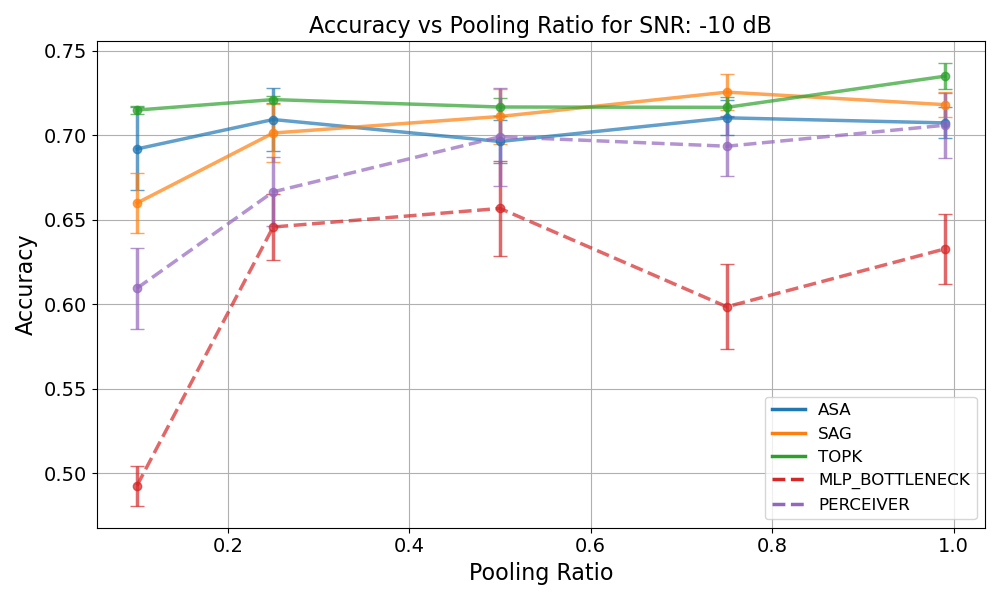 Accuracy vs Pooling Ratio for SNR: -10 dB
0.75
0.70
0.65
0.60
0.55
0.50
Accuracy
0.2
0.4
0.6
0.8
1.0
Pooling Ratio
ASA
SAG
TOPK
MLP_BOTTLENECK
PERCEIVER